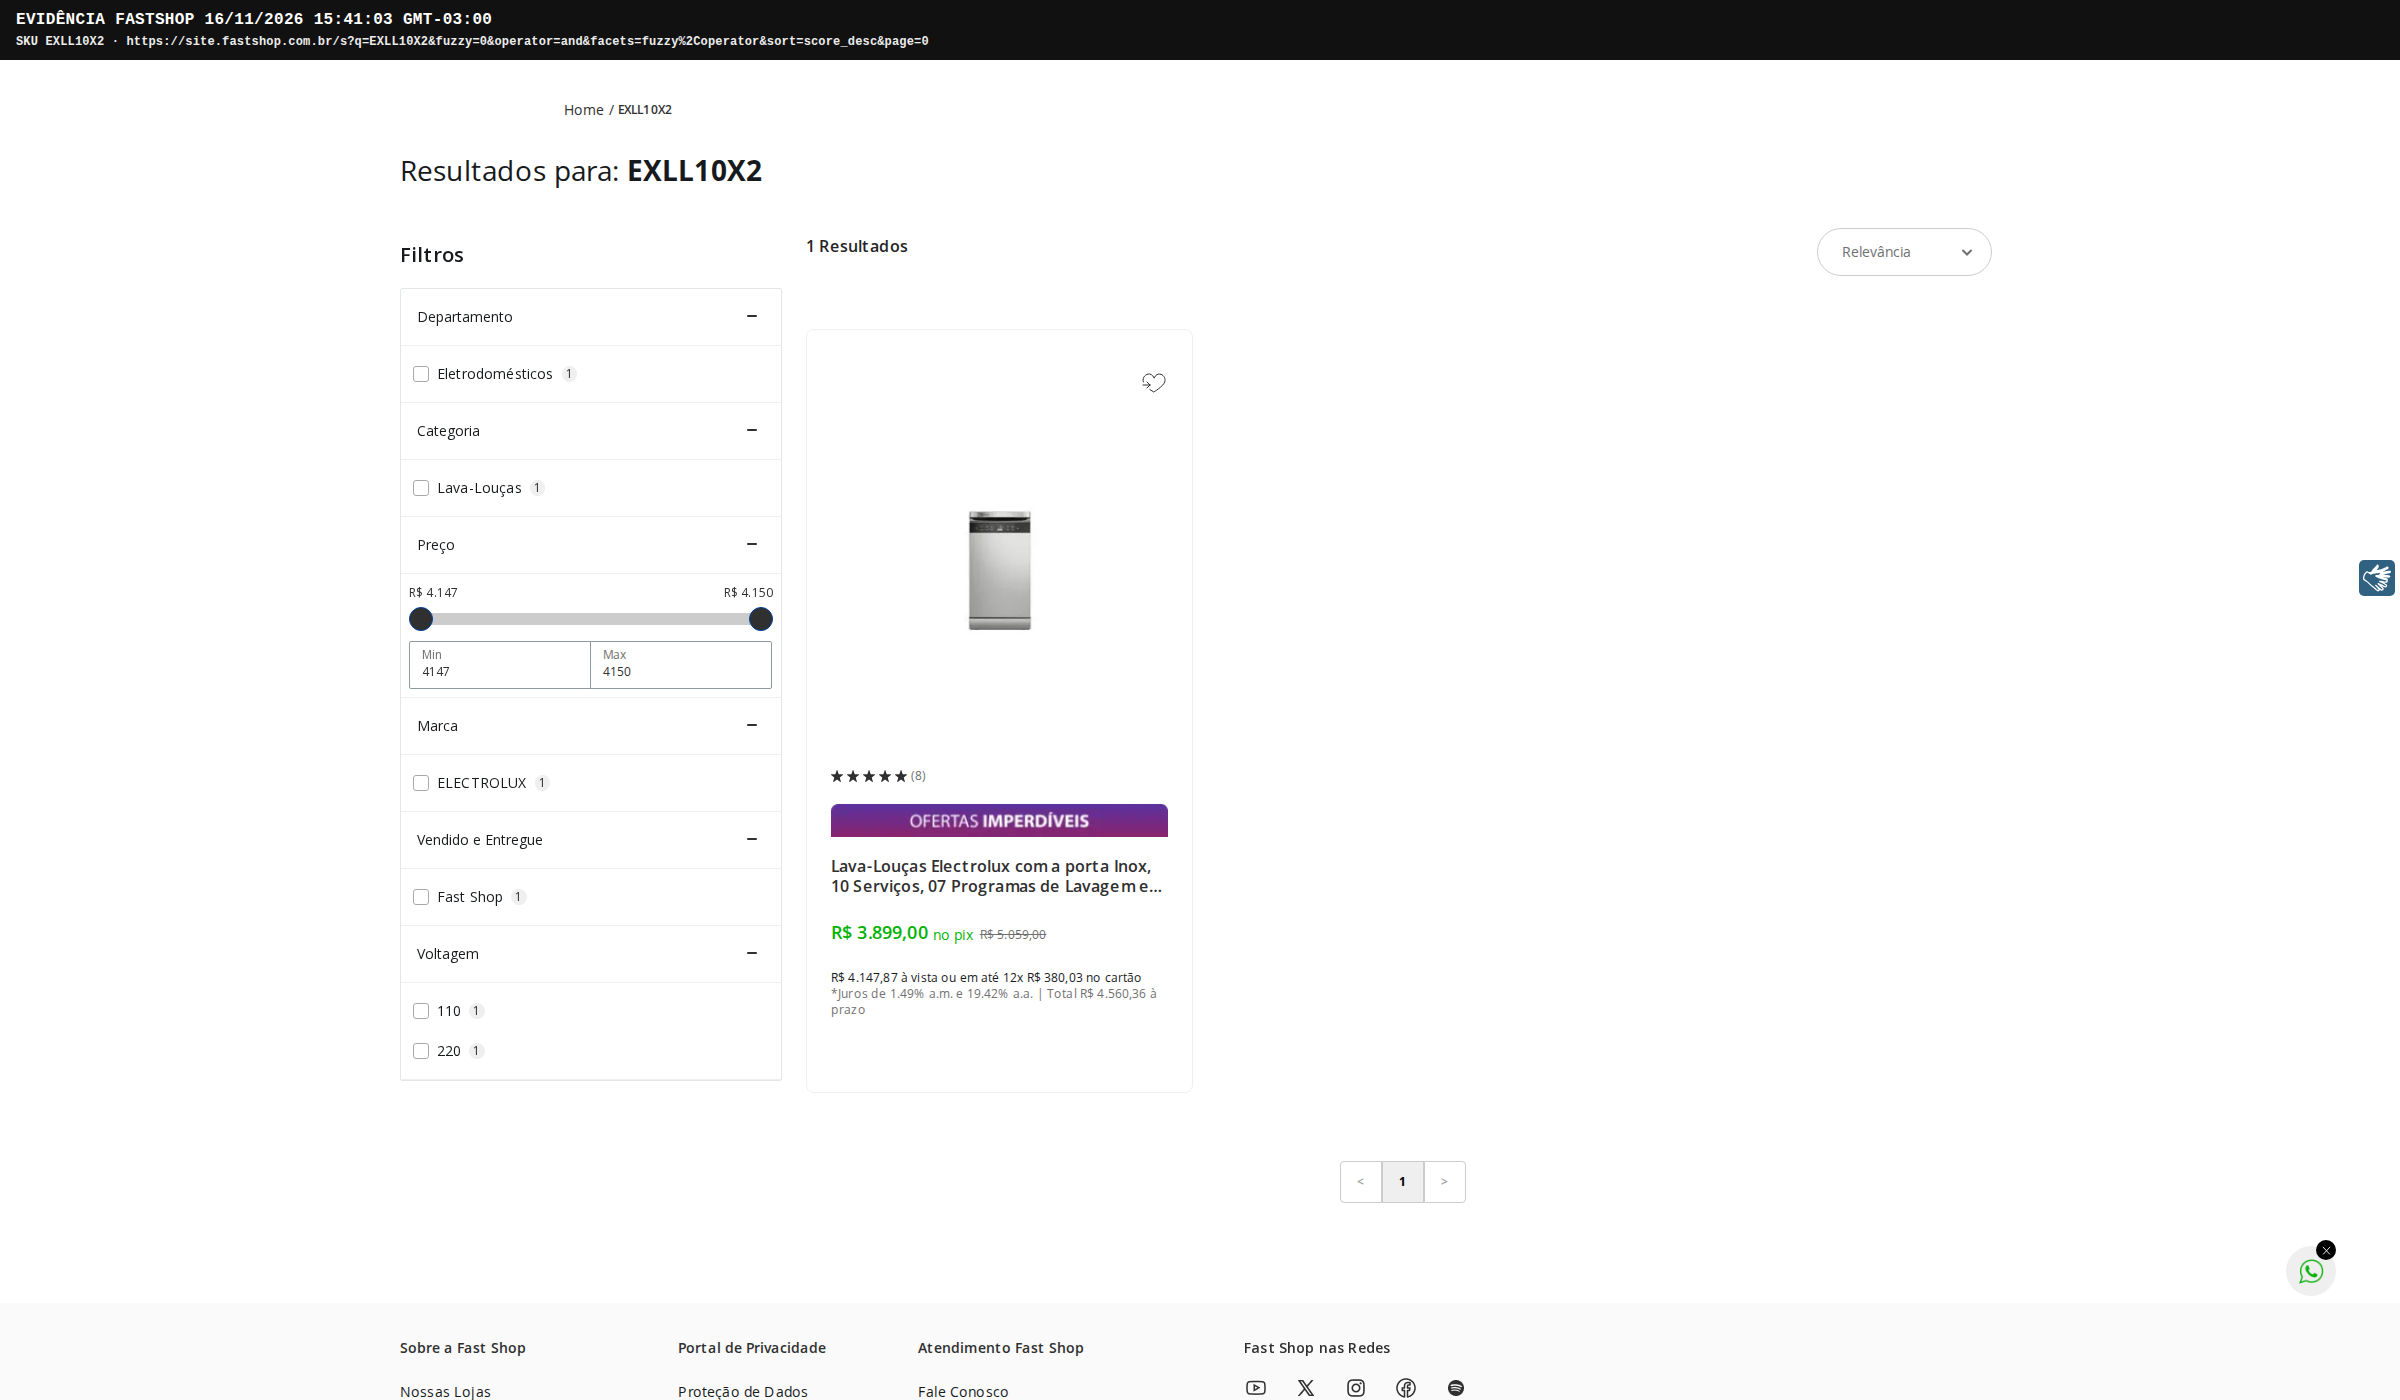 EVIDÊNCIA FASTSHOP 16/11/2026 15:41:03 GMT-03:00
SKU EXLL10X2 · https://site.fastshop.com.br/s?q=EXLL10X2&fuzzy=0&operator=and&facets=fuzzy%2Coperator&sort=score_desc&page=0
Home / EXLL10X2
Resultados para: EXLL10X2
Filtros
1 Resultados
Relevância
Departamento
Eletrodomésticos 1
Categoria
Lava-Louças 1
Preço
R$ 4.147 R$ 4.150
Min Max
4147 4150
Marca
ELECTROLUX 1
Vendido e Entregue
Fast Shop 1
Voltagem
110 1
220 1
(8)
OFERTAS IMPERDÍVEIS
Lava-Louças Electrolux com a porta Inox,
10 Serviços, 07 Programas de Lavagem e...
R$ 3.899,00 no pix R$ 5.059,00
R$ 4.147,87 à vista ou em até 12x R$ 380,03 no cartão
*Juros de 1.49% a.m. e 19.42% a.a. | Total R$ 4.560,36 à
prazo
< 1 >
Sobre a Fast Shop
Portal de Privacidade
Atendimento Fast Shop
Fast Shop nas Redes
Nossas Lojas
Proteção de Dados
Fale Conosco